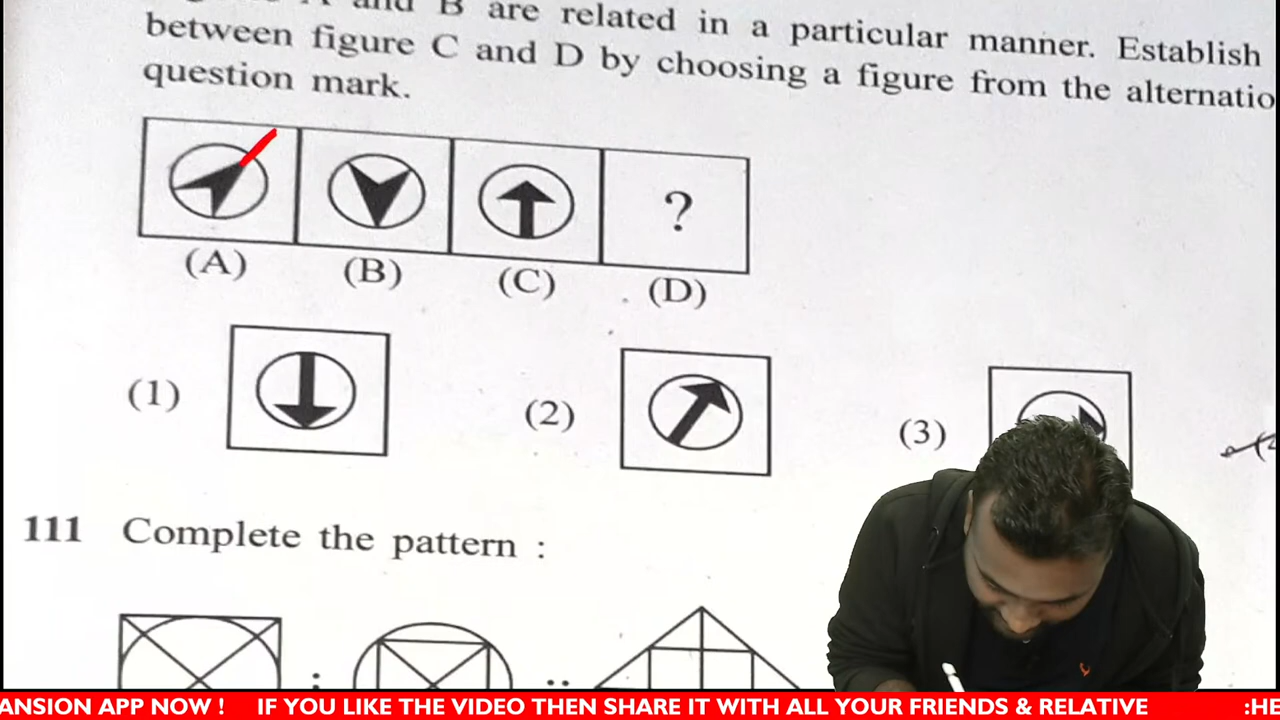 A and B are related in a particular manner. Establish
between figure C and D by choosing a figure from the alternatio
question mark.
?
(A) (B) (C) (D)
(1) (2) (3)
111 Complete the pattern :
: ::
ANSION APP NOW ! IF YOU LIKE THE VIDEO THEN SHARE IT WITH ALL YOUR FRIENDS & RELATIVE :HE